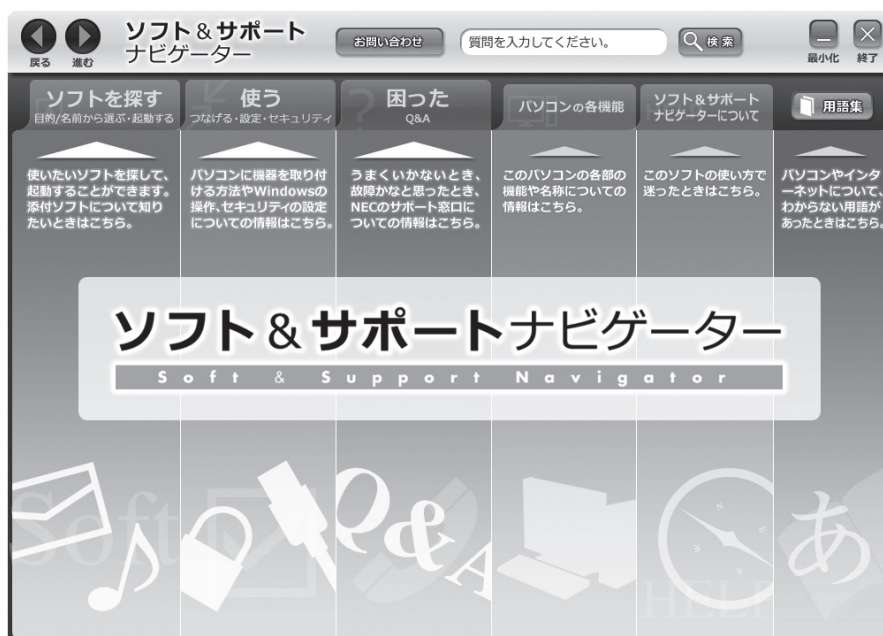 戻る
進む
ソフト&サポート
ナビゲーター
お問い合わせ
質問を入力してください。
検索
最小化
終了
ソフトを探す
目的/名前から選ぶ・起動する
使う
つなげる・設定・セキュリティ
困った
Q&A
パソコンの各機能
ソフト&サポート
ナビゲーターについて
用語集
使いたいソフトを探して、
起動することができます。
添付ソフトについて知り
たいときはこちら。
パソコンに機器を取り付
ける方法やWindowsの
操作、セキュリティの設定
についての情報はこちら。
うまくいかないとき、
故障かなと思ったとき、
NECのサポート窓口に
ついての情報はこちら。
このパソコンの各部の
機能や名称についての
情報はこちら。
このソフトの使い方で
迷ったときはこちら。
パソコンやインタ
ーネットについて、
わからない用語が
あったときはこちら。
ソフト&サポートナビゲーター
Soft & Support Navigator
Soft
Q&A
N
E
S
W
HELP
あ